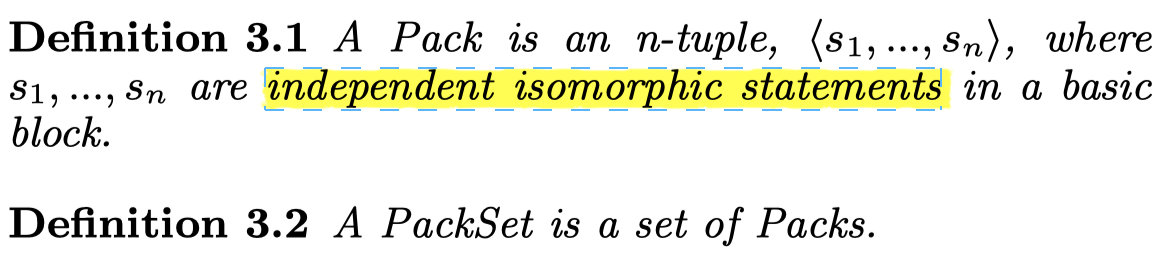 Definition 3.1 A Pack is an n-tuple, ⟨s₁, ..., sₙ⟩, where
s₁, ..., sₙ are independent isomorphic statements in a basic
block.
Definition 3.2 A PackSet is a set of Packs.